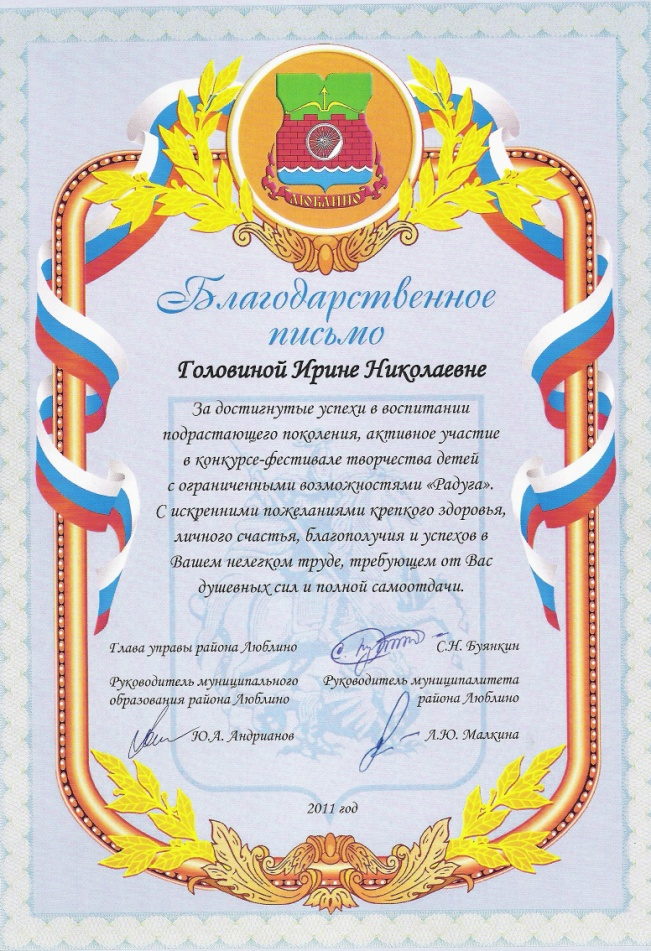 ЛЮБЛИНО
Благодарственное
письмо
Головиной Ирине Николаевне
За достигнутые успехи в воспитании
подрастающего поколения, активное участие
в конкурсе-фестивале творчества детей
с ограниченными возможностями «Радуга».
С искренними пожеланиями крепкого здоровья,
личного счастья, благополучия и успехов в
Вашем нелегком труде, требующем от Вас
душевных сил и полной самоотдачи.
Глава управы района Люблино С.Н. Буянкин
Руководитель муниципального
образования района Люблино
Ю.А. Андрианов
Руководитель муниципалитета
района Люблино
Л.Ю. Малкина
2011 год